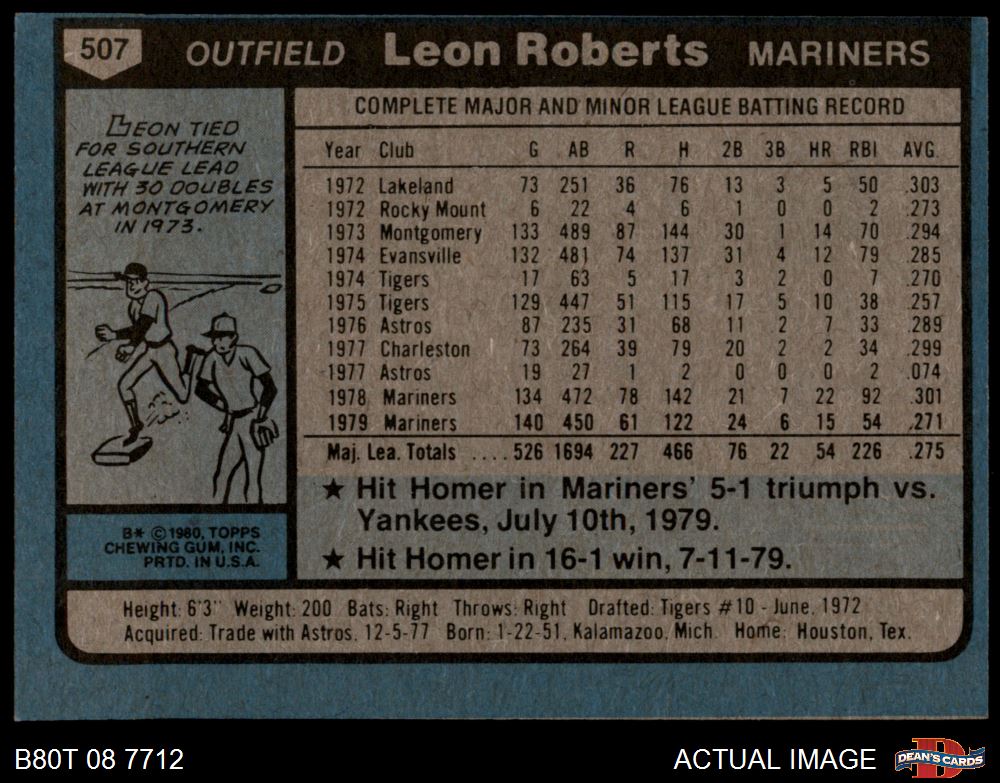 507 OUTFIELD Leon Roberts MARINERS
LEON TIED
FOR SOUTHERN
LEAGUE LEAD
WITH 30 DOUBLES
AT MONTGOMERY
IN 1973.
B* © 1980, TOPPS
CHEWING GUM, INC.
PRTD. IN U.S.A.
COMPLETE MAJOR AND MINOR LEAGUE BATTING RECORD
Year Club G AB R H 2B 3B HR RBI AVG.
1972 Lakeland 73 251 36 76 13 3 5 50 .303
1972 Rocky Mount 6 22 4 6 1 0 0 2 .273
1973 Montgomery 133 489 87 144 30 1 14 70 .294
1974 Evansville 132 481 74 137 31 4 12 79 .285
1974 Tigers 17 63 5 17 3 2 0 7 .270
1975 Tigers 129 447 51 115 17 5 10 38 .257
1976 Astros 87 235 31 68 11 2 7 33 .289
1977 Charleston 73 264 39 79 20 2 2 34 .299
1977 Astros 19 27 1 2 0 0 0 2 .074
1978 Mariners 134 472 78 142 21 7 22 92 .301
1979 Mariners 140 450 61 122 24 6 15 54 .271
Maj. Lea. Totals .... 526 1694 227 466 76 22 54 226 .275
★ Hit Homer in Mariners' 5-1 triumph vs.
Yankees, July 10th, 1979.
★ Hit Homer in 16-1 win, 7-11-79.
Height: 6'3" Weight: 200 Bats: Right Throws: Right Drafted: Tigers #10 - June, 1972
Acquired: Trade with Astros, 12-5-77 Born: 1-22-51, Kalamazoo, Mich. Home: Houston, Tex.
B80T 08 7712
ACTUAL IMAGE
DEAN'S CARDS